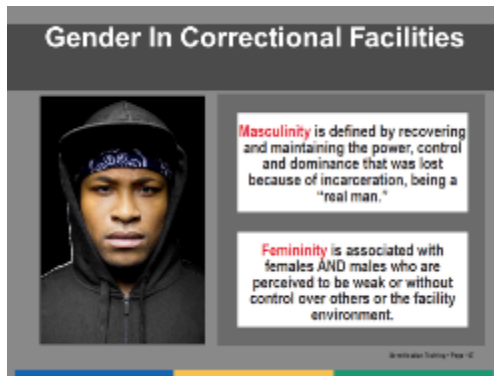 Gender In Correctional Facilities
Masculinity is defined by recovering
and maintaining the power, control
and dominance that was lost
because of incarceration, being a
"real man."
Femininity is associated with
females AND males who are
perceived to be weak or without
control over others or the facility
environment.
Training • Page